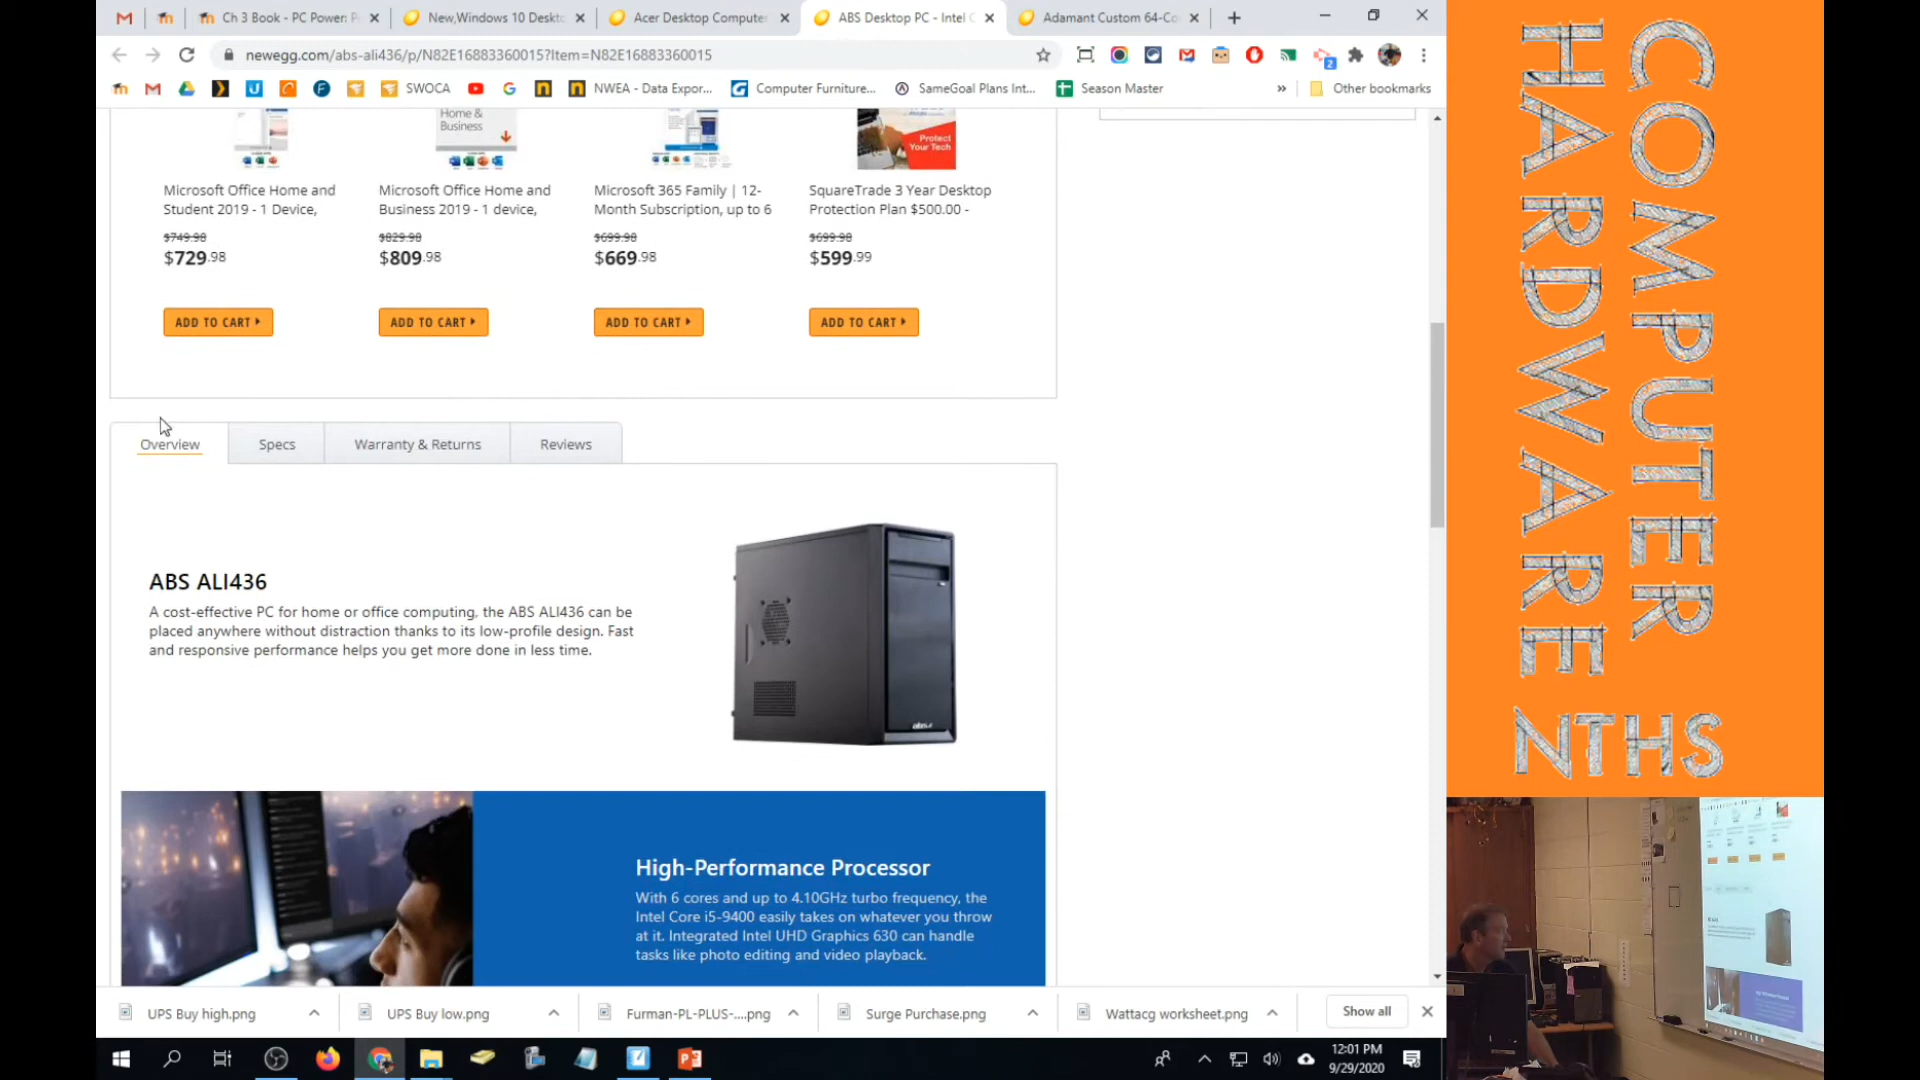 Ch 3 Book - PC Power: P
New,Windows 10 Deskto
Acer Desktop Computer
ABS Desktop PC - Intel C
Adamant Custom 64-Co
newegg.com/abs-ali436/p/N82E16883360015?Item=N82E16883360015
2
SWOCA
NWEA - Data Expor...
Computer Furniture...
SameGoal Plans Int...
Season Master
»
Other bookmarks
Home &
Business
Protect
Your Tech
Microsoft Office Home and
Student 2019 - 1 Device,
$749.98
$729.98
ADD TO CART
Microsoft Office Home and
Business 2019 - 1 device,
$829.98
$809.98
ADD TO CART
Microsoft 365 Family | 12-
Month Subscription, up to 6
$699.98
$669.98
ADD TO CART
SquareTrade 3 Year Desktop
Protection Plan $500.00 -
$699.98
$599.99
ADD TO CART
Overview
Specs
Warranty & Returns
Reviews
ABS ALI436
A cost-effective PC for home or office computing, the ABS ALI436 can be
placed anywhere without distraction thanks to its low-profile design. Fast
and responsive performance helps you get more done in less time.
High-Performance Processor
With 6 cores and up to 4.10GHz turbo frequency, the
Intel Core i5-9400 easily takes on whatever you throw
at it. Integrated Intel UHD Graphics 630 can handle
tasks like photo editing and video playback.
UPS Buy high.png
UPS Buy low.png
Furman-PL-PLUS-....png
Surge Purchase.png
Wattacg worksheet.png
Show all
12:01 PM
9/29/2020
COMPUTER
HARDWARE
NTHS